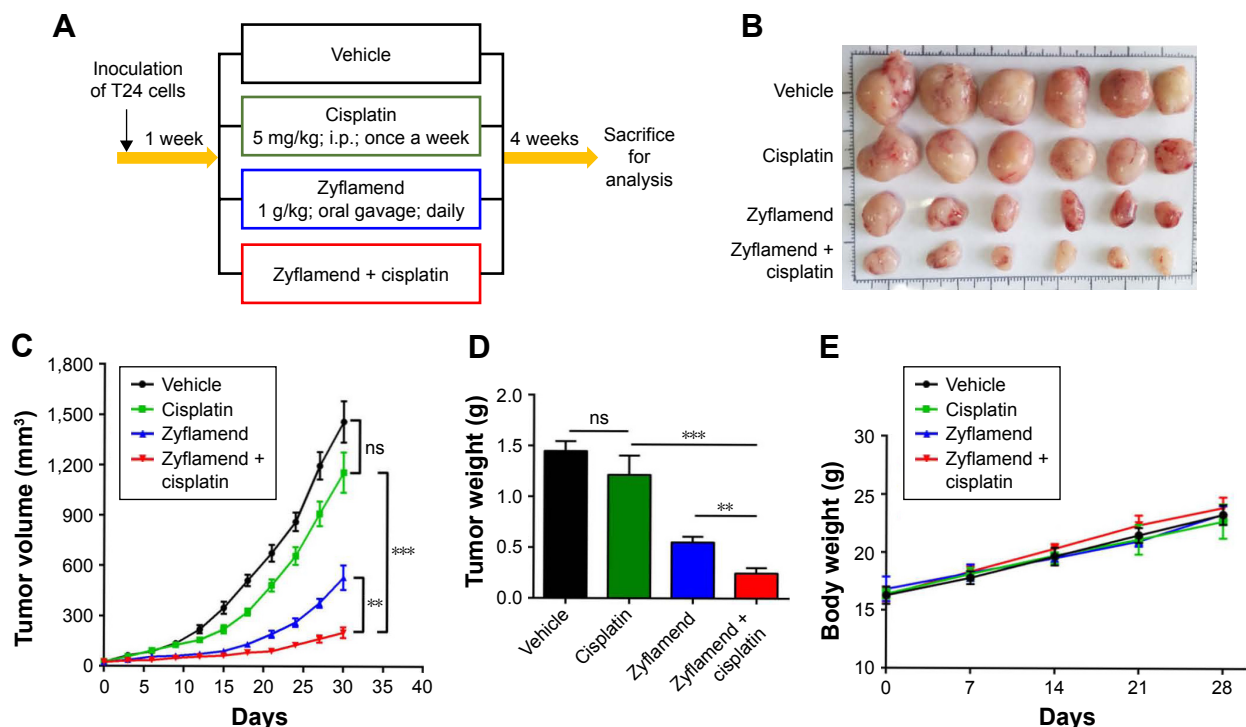 A
Inoculation
of T24 cells
1 week
Vehicle
Cisplatin
5 mg/kg; i.p.; once a week
Zyflamend
1 g/kg; oral gavage; daily
Zyflamend + cisplatin
4 weeks
Sacrifice
for
analysis
B
Vehicle
Cisplatin
Zyflamend
Zyflamend +
cisplatin
C
Tumor volume (mm³)
1,800
1,500
1,200
900
600
300
0
Vehicle
Cisplatin
Zyflamend
Zyflamend +
cisplatin
ns
***
**
0 5 10 15 20 25 30 35 40
Days
D
Tumor weight (g)
2.0
1.5
1.0
0.5
0.0
ns
***
**
Vehicle
Cisplatin
Zyflamend
Zyflamend +
cisplatin
E
Vehicle
Cisplatin
Zyflamend
Zyflamend +
cisplatin
Body weight (g)
30
25
20
15
10
0 7 14 21 28
Days